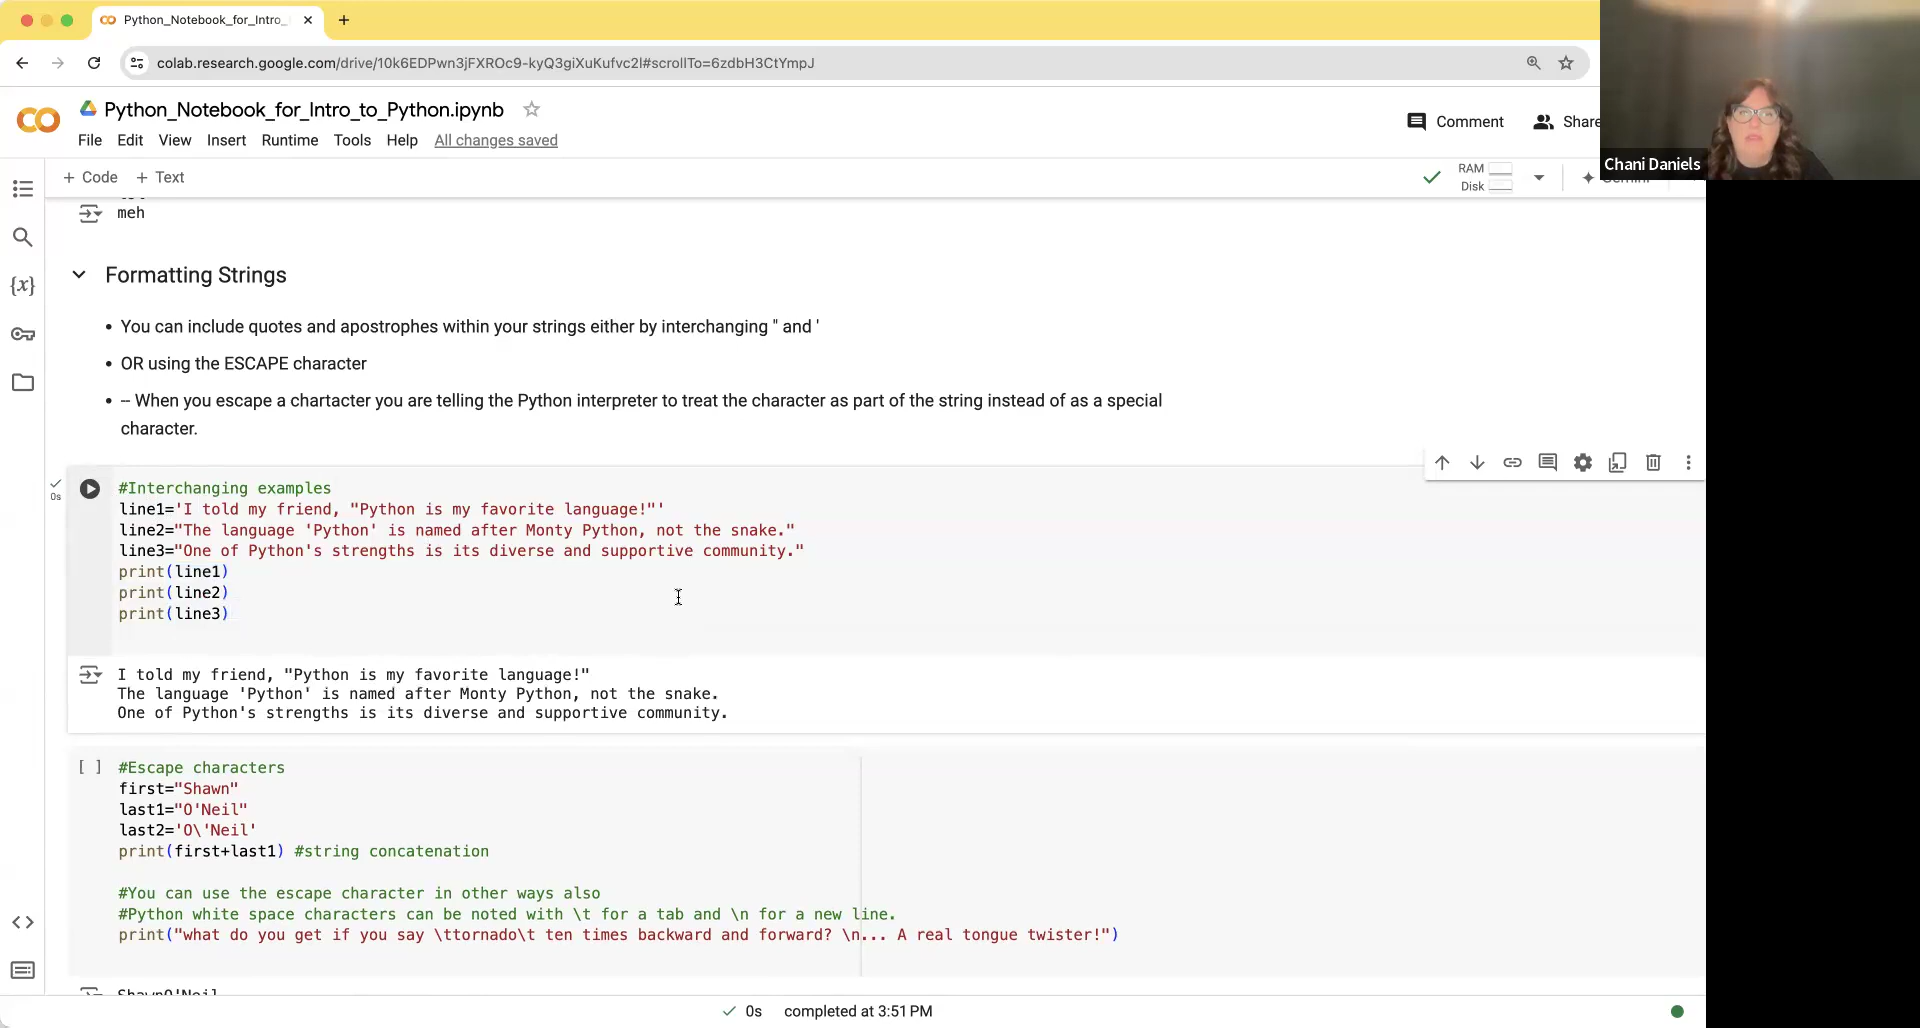 Python_Notebook_for_Intro_
colab.research.google.com/drive/10k6EDPwn3jFXROc9-kyQ3giXuKufvc2l#scrollTo=6zdbH3CtYmpJ
Python_Notebook_for_Intro_to_Python.ipynb
File Edit View Insert Runtime Tools Help All changes saved
Comment Share
Chani Daniels
+ Code + Text
RAM
Disk
meh
Formatting Strings
• You can include quotes and apostrophes within your strings either by interchanging " and '
• OR using the ESCAPE character
• -- When you escape a chartacter you are telling the Python interpreter to treat the character as part of the string instead of as a special
character.
0s
#Interchanging examples
line1='I told my friend, "Python is my favorite language!"'
line2="The language 'Python' is named after Monty Python, not the snake."
line3="One of Python's strengths is its diverse and supportive community."
print(line1)
print(line2)
print(line3)
I told my friend, "Python is my favorite language!"
The language 'Python' is named after Monty Python, not the snake.
One of Python's strengths is its diverse and supportive community.
[ ] #Escape characters
first="Shawn"
last1="O'Neil"
last2='O\'Neil'
print(first+last1) #string concatenation
#You can use the escape character in other ways also
#Python white space characters can be noted with \t for a tab and \n for a new line.
print("what do you get if you say \ttornado\t ten times backward and forward? \n... A real tongue twister!")
ShawnO'Neil
0s completed at 3:51 PM